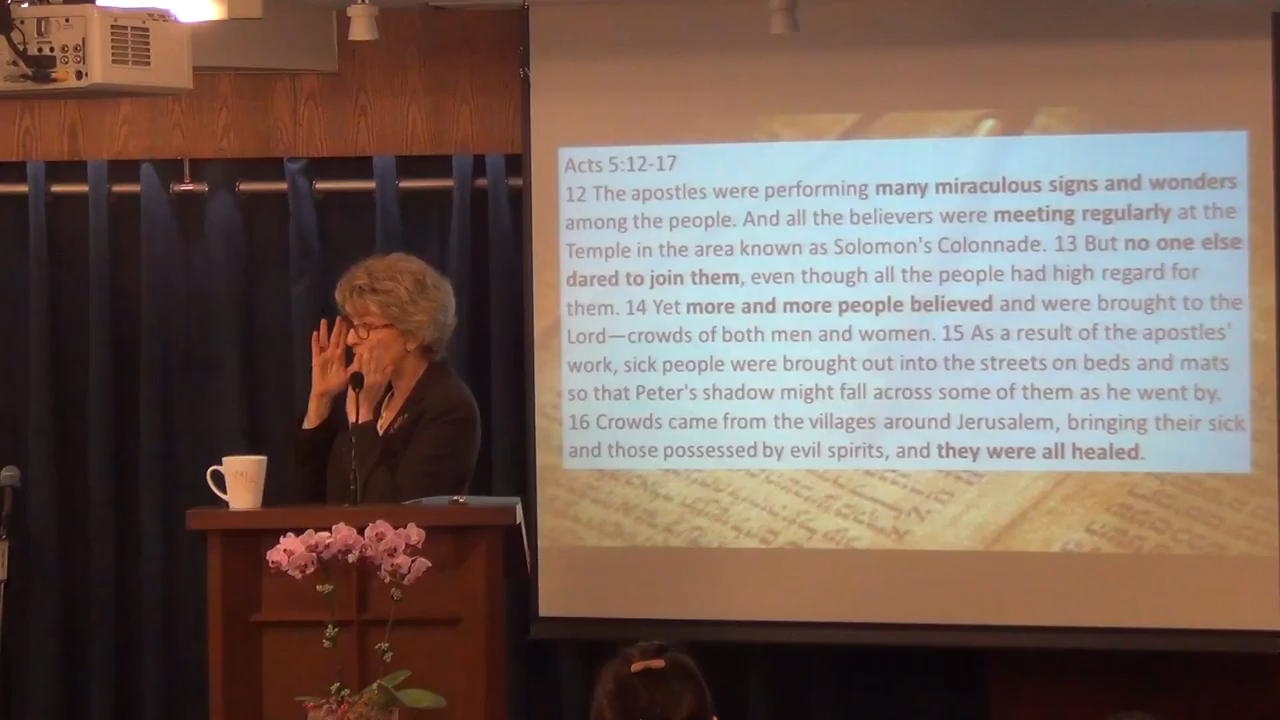 Acts 5:12-17
12 The apostles were performing many miraculous signs and wonders
among the people. And all the believers were meeting regularly at the
Temple in the area known as Solomon's Colonnade. 13 But no one else
dared to join them, even though all the people had high regard for
them. 14 Yet more and more people believed and were brought to the
Lord—crowds of both men and women. 15 As a result of the apostles'
work, sick people were brought out into the streets on beds and mats
so that Peter's shadow might fall across some of them as he went by.
16 Crowds came from the villages around Jerusalem, bringing their sick
and those possessed by evil spirits, and they were all healed.